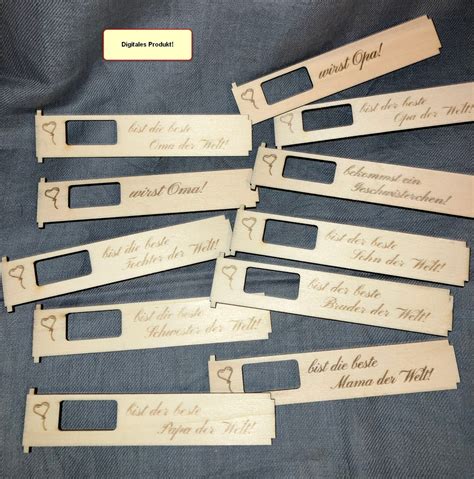 Digitales Produkt!
wirst Opa!
bist der beste
Opa der Welt!
bist die beste
Oma der Welt!
bekommst ein
Geschwisterchen!
wirst Oma!
bist der beste
Sohn der Welt!
bist die beste
Tochter der Welt!
bist der beste
Bruder der Welt!
bist die beste
Schwester der Welt!
bist die beste
Mama der Welt!
bist der beste
Papa der Welt!